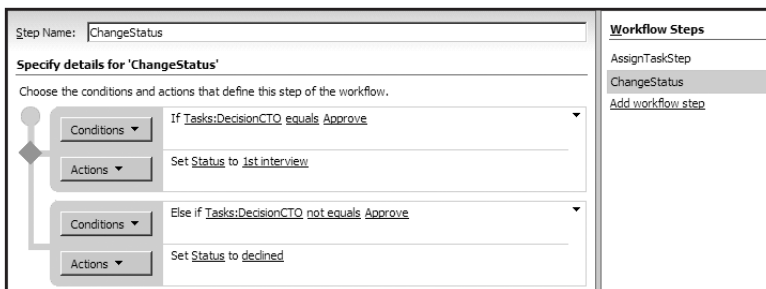 Step Name: ChangeStatus
Specify details for 'ChangeStatus'
Choose the conditions and actions that define this step of the workflow.
Conditions
If Tasks:DecisionCTO equals Approve
Actions
Set Status to 1st interview
Conditions
Else if Tasks:DecisionCTO not equals Approve
Actions
Set Status to declined
Workflow Steps
AssignTaskStep
ChangeStatus
Add workflow step